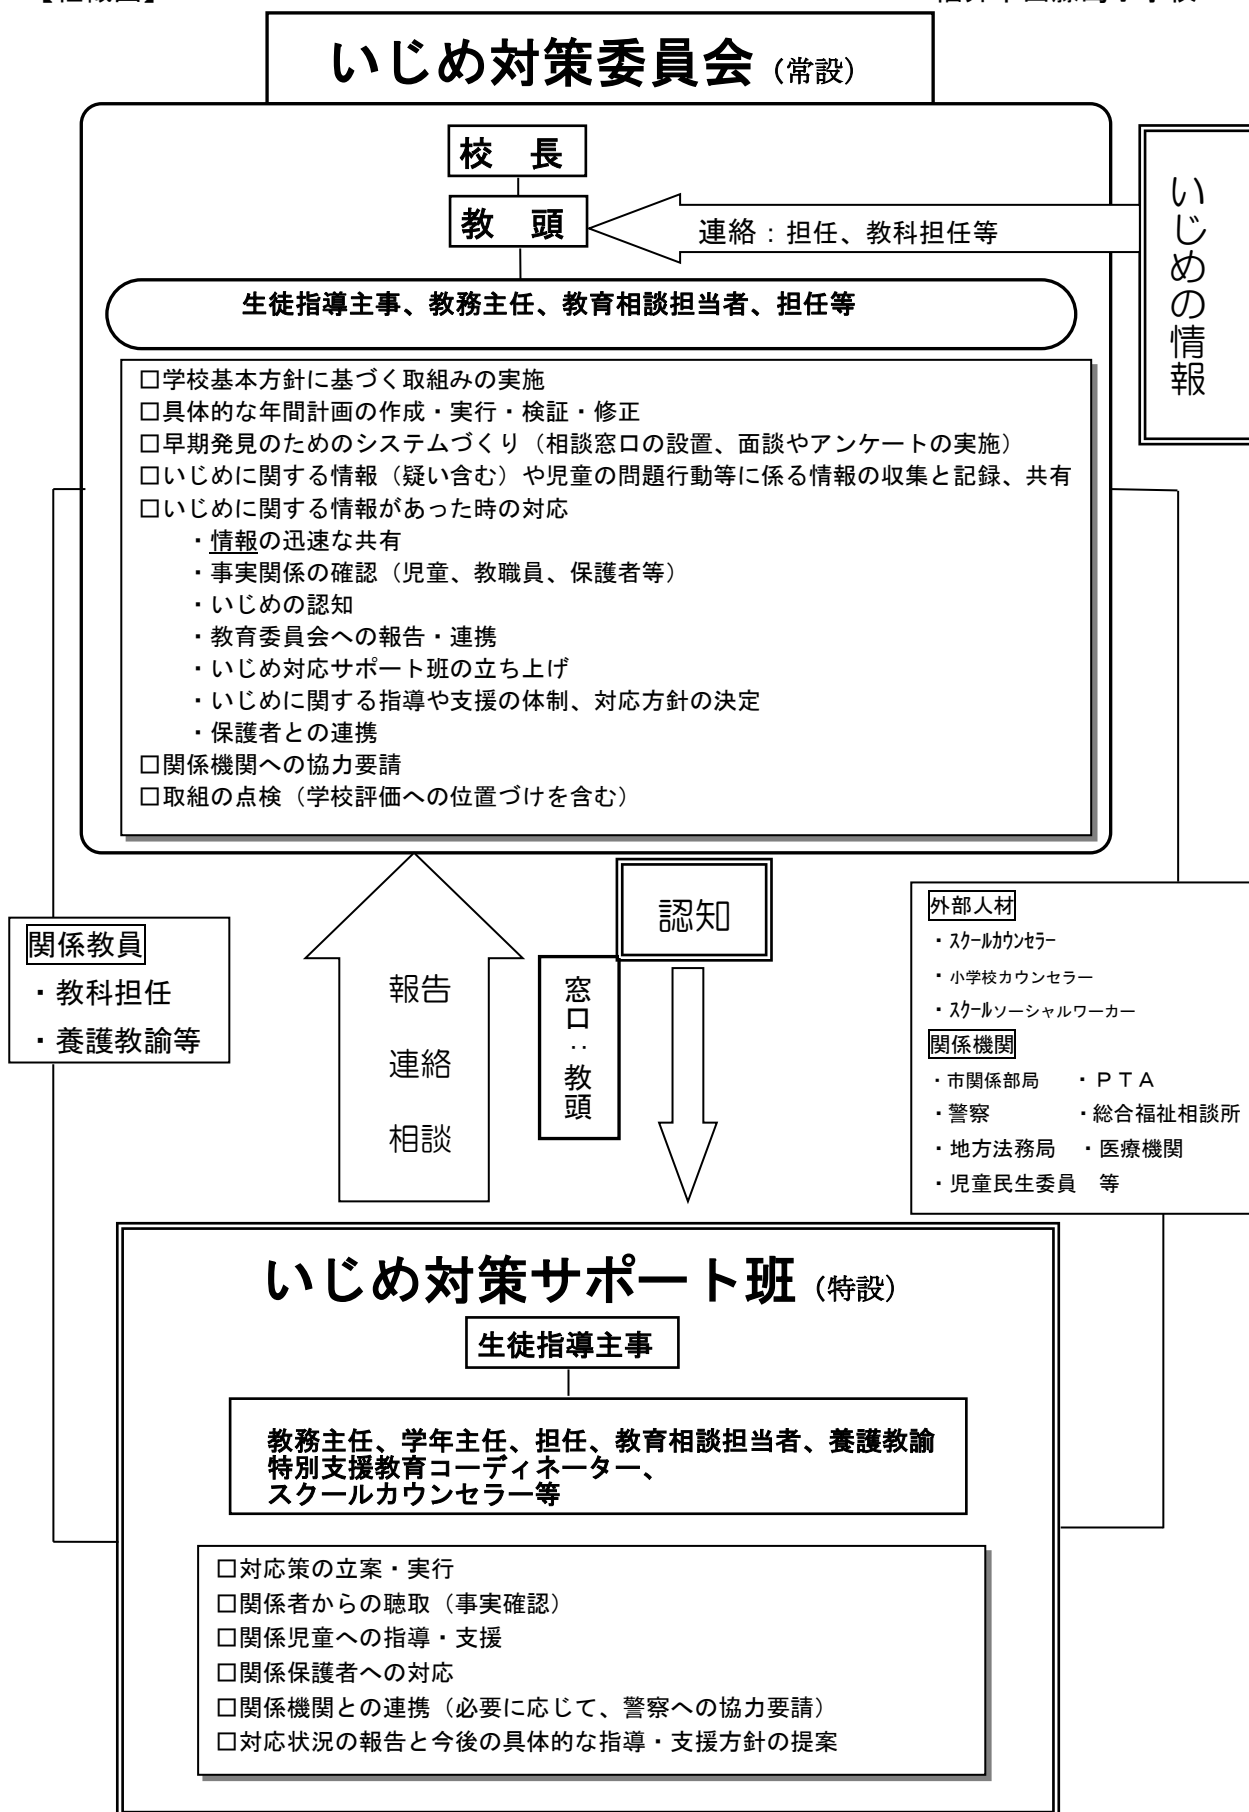 いじめ対策委員会（常設）
校　長
教　頭
連絡：担任、教科担任等
いじめの情報
生徒指導主事、教務主任、教育相談担当者、担任等
□学校基本方針に基づく取組みの実施
□具体的な年間計画の作成・実行・検証・修正
□早期発見のためのシステムづくり（相談窓口の設置、面談やアンケートの実施）
□いじめに関する情報（疑い含む）や児童の問題行動等に係る情報の収集と記録、共有
□いじめに関する情報があった時の対応
・情報の迅速な共有
・事実関係の確認（児童、教職員、保護者等）
・いじめの認知
・教育委員会への報告・連携
・いじめ対応サポート班の立ち上げ
・いじめに関する指導や支援の体制、対応方針の決定
・保護者との連携
□関係機関への協力要請
□取組の点検（学校評価への位置づけを含む）
関係教員
・教科担任
・養護教諭等
報告
連絡
相談
窓口：教頭
認知
外部人材
・スクールカウンセラー
・小学校カウンセラー
・スクールソーシャルワーカー
関係機関
・市関係部局　・ＰＴＡ
・警察　・総合福祉相談所
・地方法務局　・医療機関
・児童民生委員　等
いじめ対策サポート班（特設）
生徒指導主事
教務主任、学年主任、担任、教育相談担当者、養護教諭
特別支援教育コーディネーター、
スクールカウンセラー等
□対応策の立案・実行
□関係者からの聴取（事実確認）
□関係児童への指導・支援
□関係保護者への対応
□関係機関との連携（必要に応じて、警察への協力要請）
□対応状況の報告と今後の具体的な指導・支援方針の提案